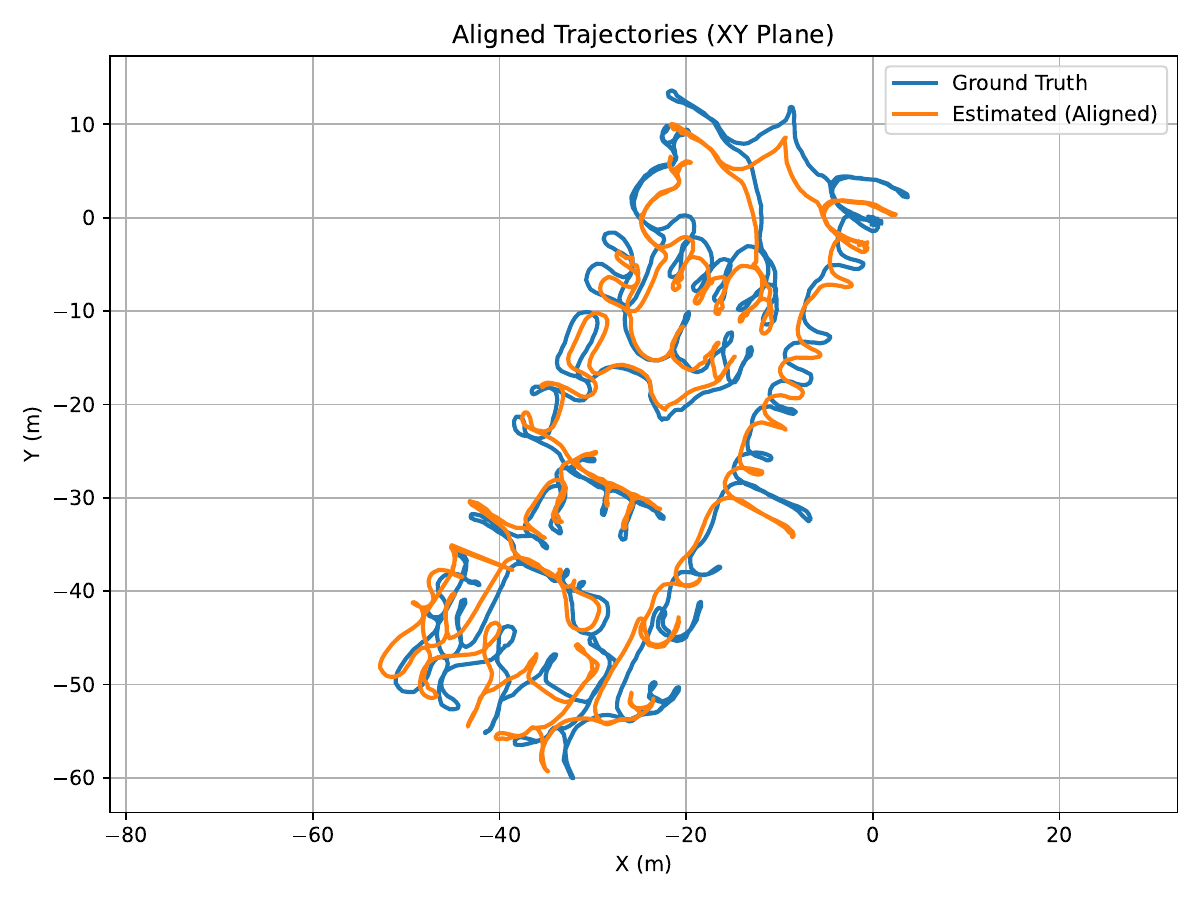 Aligned Trajectories (XY Plane)
Ground Truth
Estimated (Aligned)
10
0
−10
−20
−30
−40
−50
−60
Y (m)
−80
−60
−40
−20
0
20
X (m)